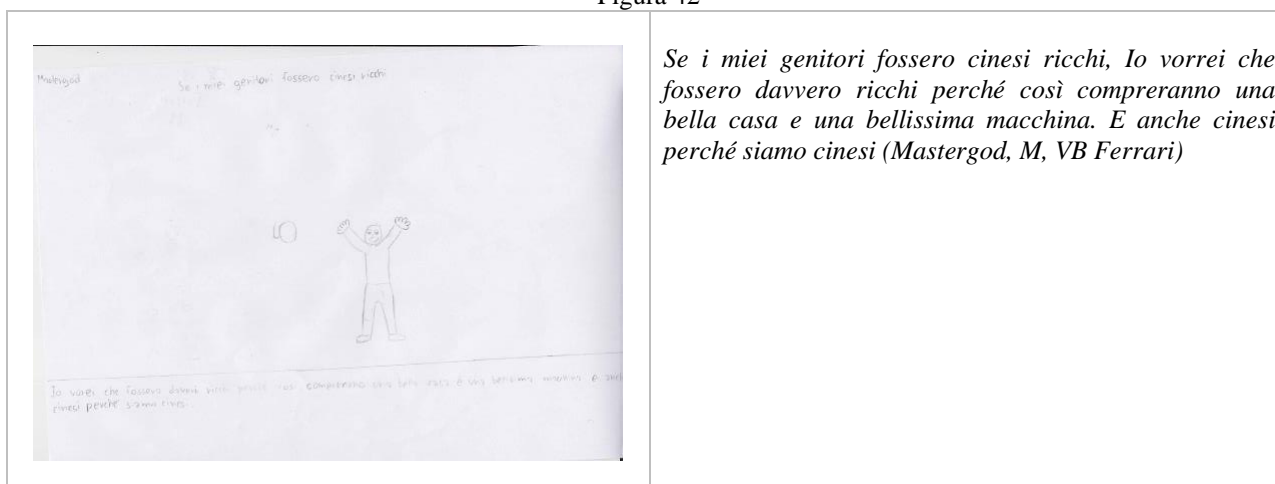 Figura 42
Mastergod
Se i miei genitori fossero cinesi ricchi
Io vorrei che fossero davvero ricchi perché così compreranno una bella casa e una bellissima macchina e anche
cinesi perché siamo cinesi
Se i miei genitori fossero cinesi ricchi, Io vorrei che
fossero davvero ricchi perché così compreranno una
bella casa e una bellissima macchina. E anche cinesi
perché siamo cinesi (Mastergod, M, VB Ferrari)